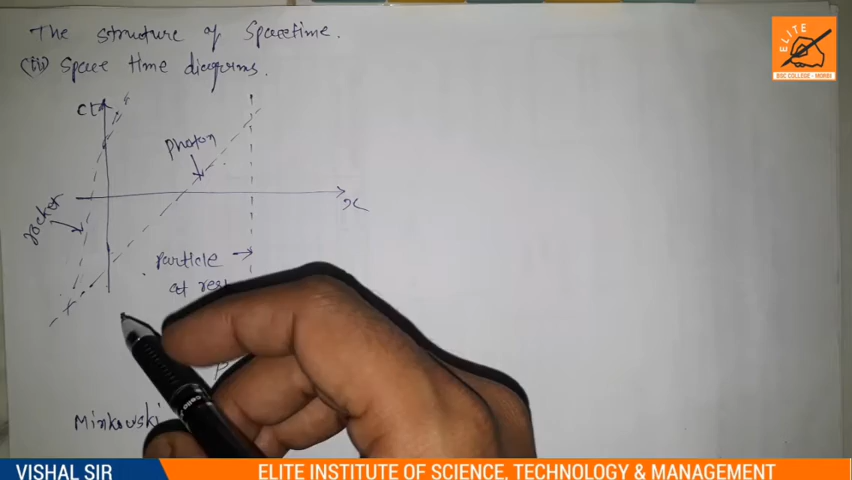 The structure of Spacetime.
(iii) Space time diagrams.
ct
photon
x
rocket
Particle →
at rest
Minkowski
ELITE
BSC COLLEGE - MORBI
VISHAL SIR
ELITE INSTITUTE OF SCIENCE, TECHNOLOGY & MANAGEMENT